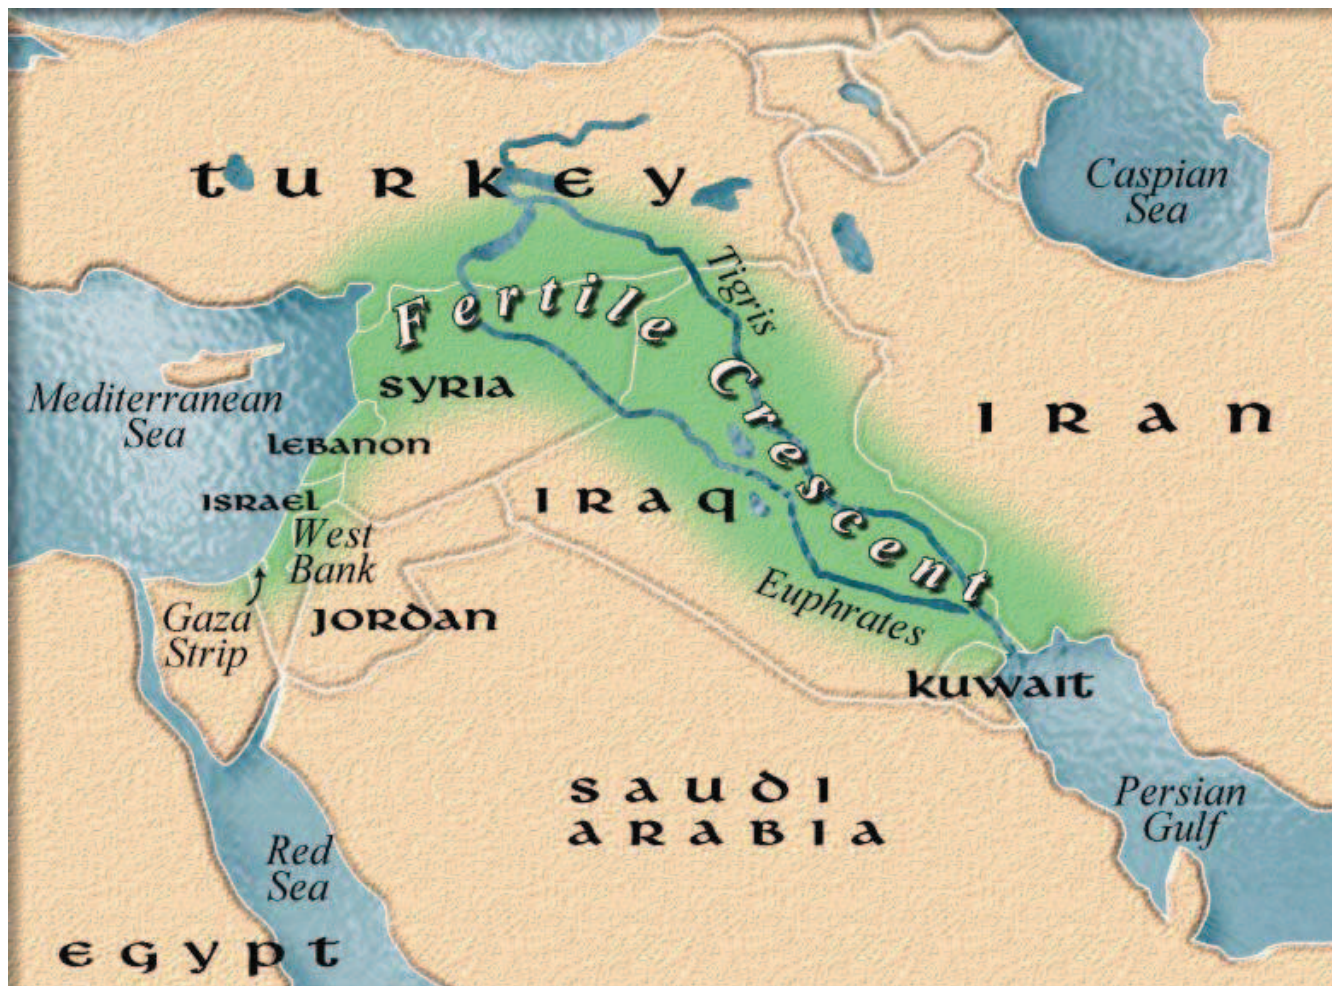 Turkey
Caspian
Sea
Tigris
Fertile Crescent
Syria
Mediterranean
Sea
Iran
Lebanon
Israel
Iraq
West
Bank
Euphrates
Gaza
Strip
Jordan
Kuwait
Saudi
Arabia
Persian
Gulf
Red
Sea
Egypt